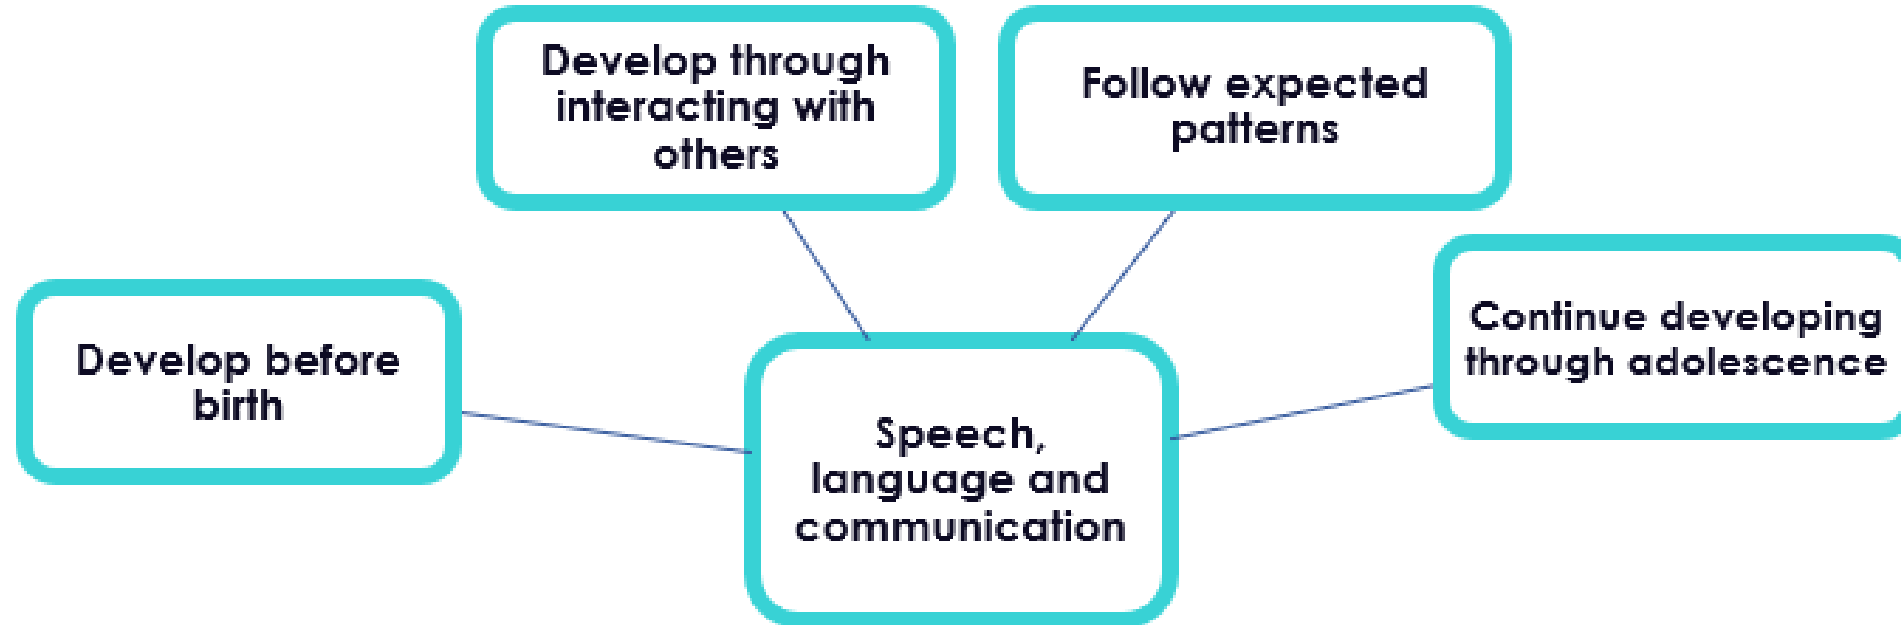 Develop through
interacting with
others
Follow expected
patterns
Develop before
birth
Continue developing
through adolescence
Speech,
language and
communication